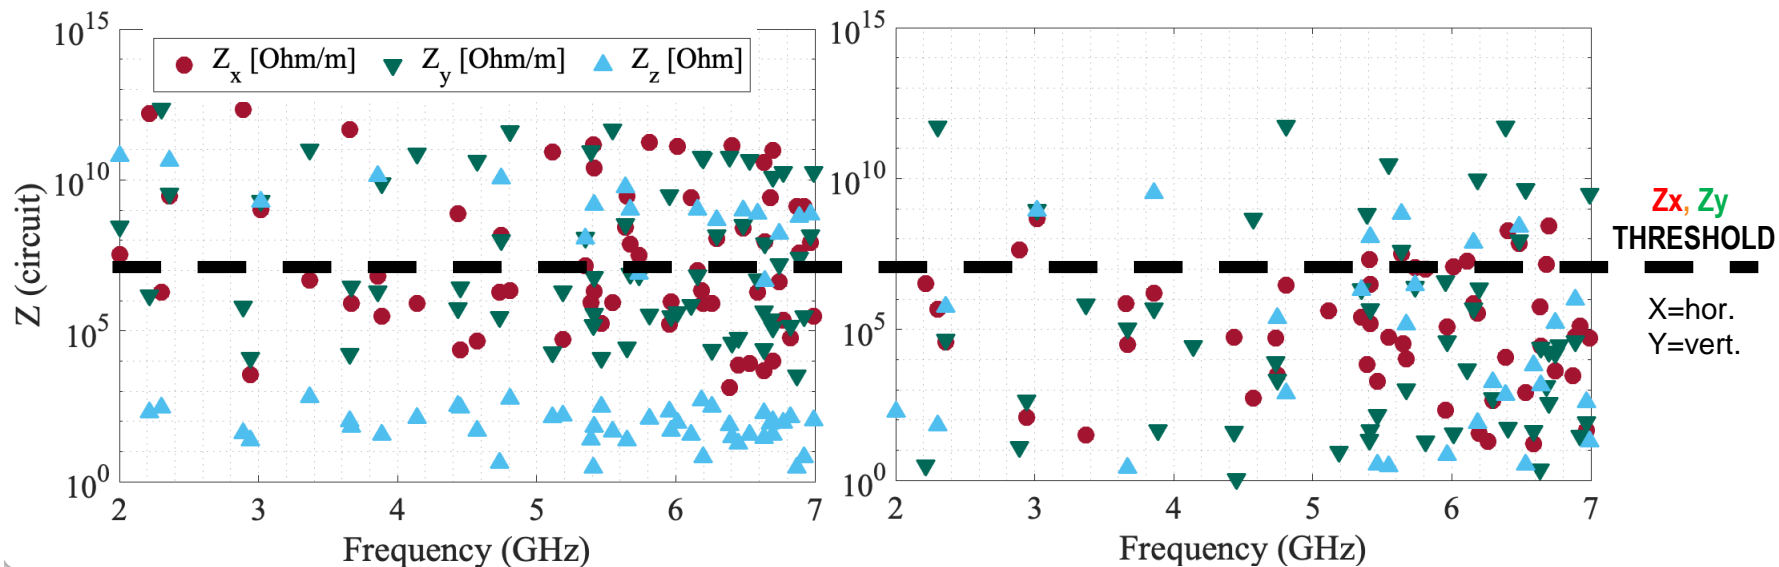 10^15
10^10
10^5
10^0
Z (circuit)
Z_x [Ohm/m] Z_y [Ohm/m] Z_z [Ohm]
2 3 4 5 6 7
Frequency (GHz)
10^15
10^10
10^5
10^0
2 3 4 5 6 7
Frequency (GHz)
Zx, Zy
THRESHOLD
X=hor.
Y=vert.